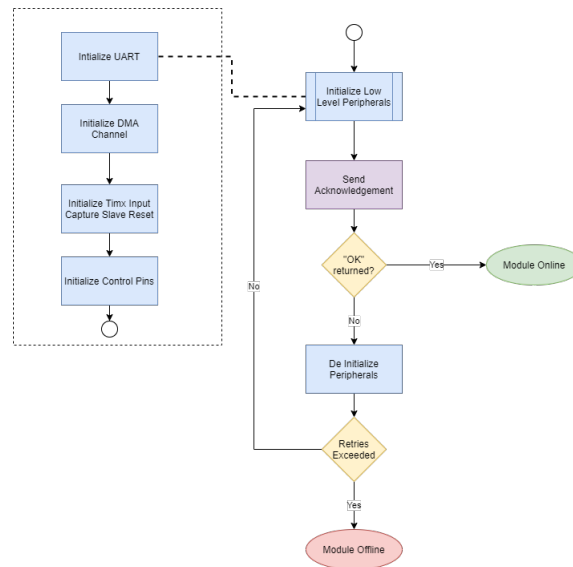 Intialize UART
Initialize DMA
Channel
Initialize Timx Input
Capture Slave Reset
Initialize Control Pins
Initialize Low
Level Peripherals
Send
Acknowledgement
"OK"
returned?
Yes
Module Online
No
No
De Initialize
Peripherals
Retries
Exceeded
Yes
Module Offline